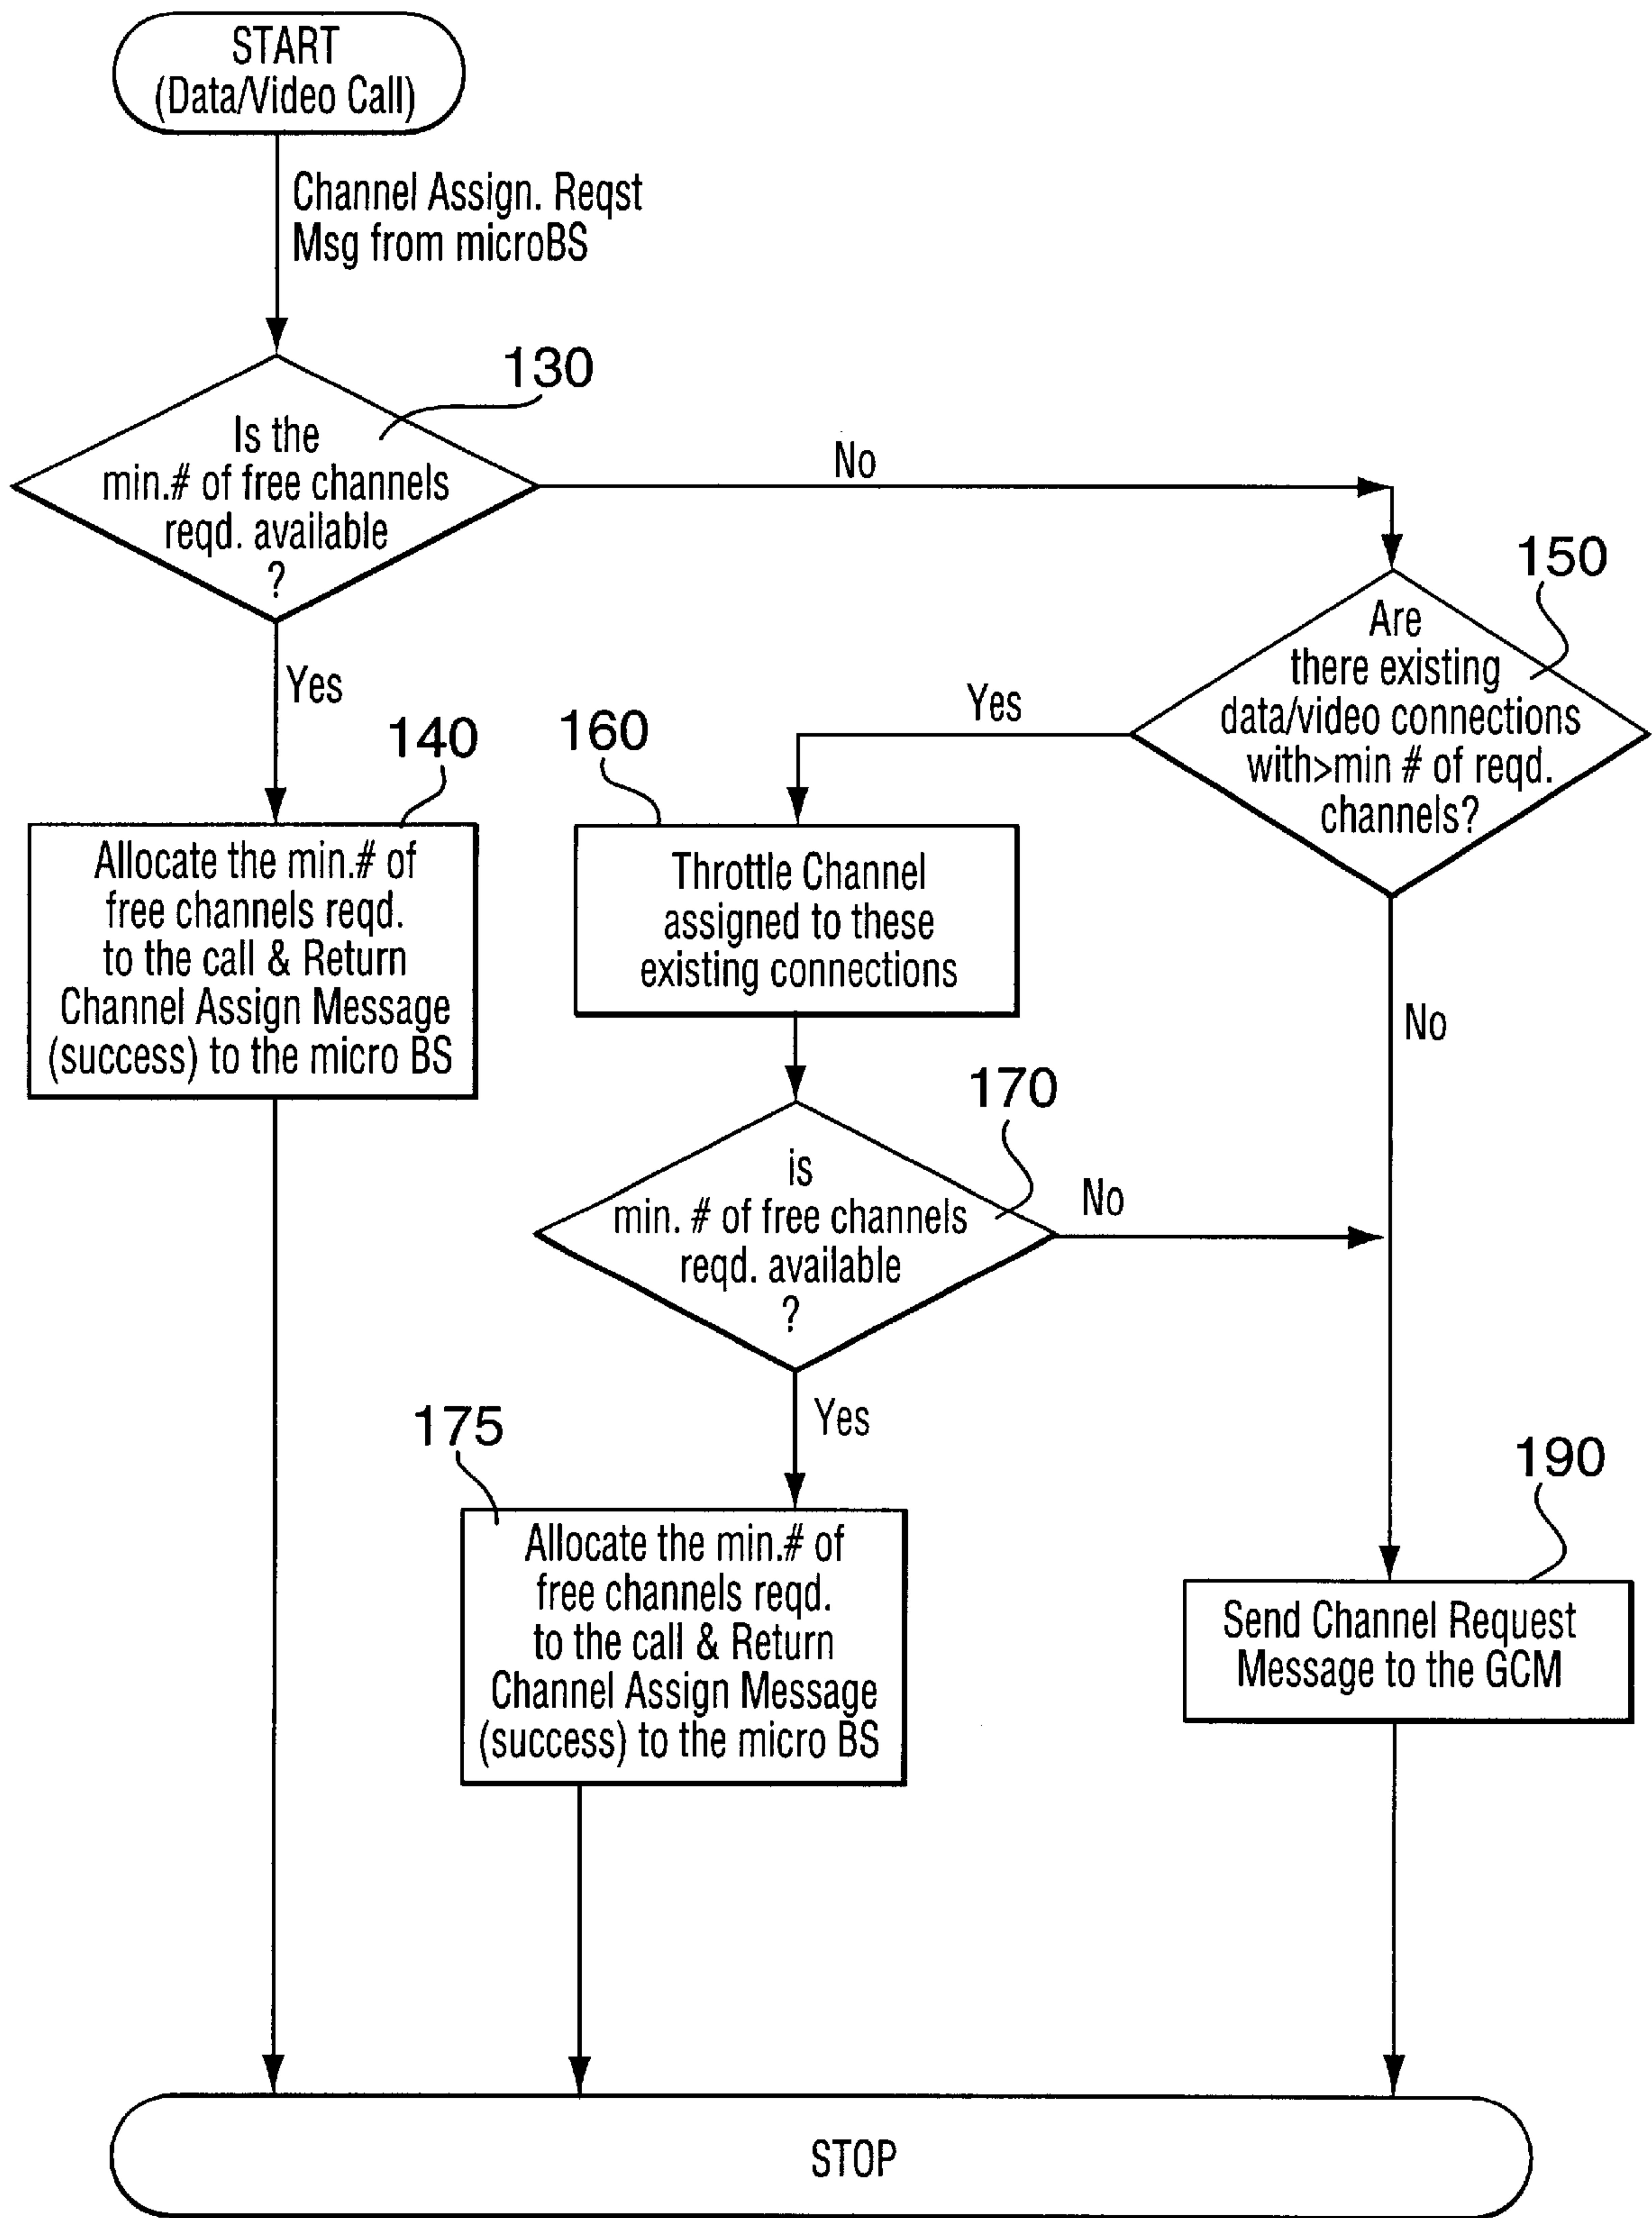 START
(Data/Video Call)
Channel Assign. Reqst
Msg from microBS
130
Is the
min.# of free channels
reqd. available
?
No
Yes
150
Are
there existing
data/video connections
with>min # of reqd.
channels?
Yes
No
140
Allocate the min.# of
free channels reqd.
to the call & Return
Channel Assign Message
(success) to the micro BS
160
Throttle Channel
assigned to these
existing connections
170
is
min. # of free channels
reqd. available
?
No
Yes
175
Allocate the min.# of
free channels reqd.
to the call & Return
Channel Assign Message
(success) to the micro BS
190
Send Channel Request
Message to the GCM
STOP